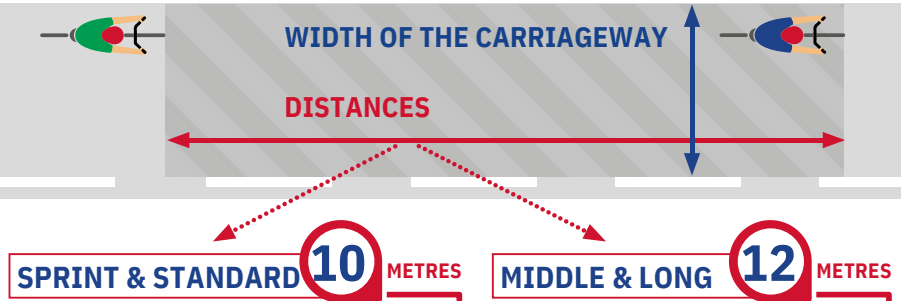 WIDTH OF THE CARRIAGEWAY
DISTANCES
SPRINT & STANDARD 10 METRES
MIDDLE & LONG 12 METRES